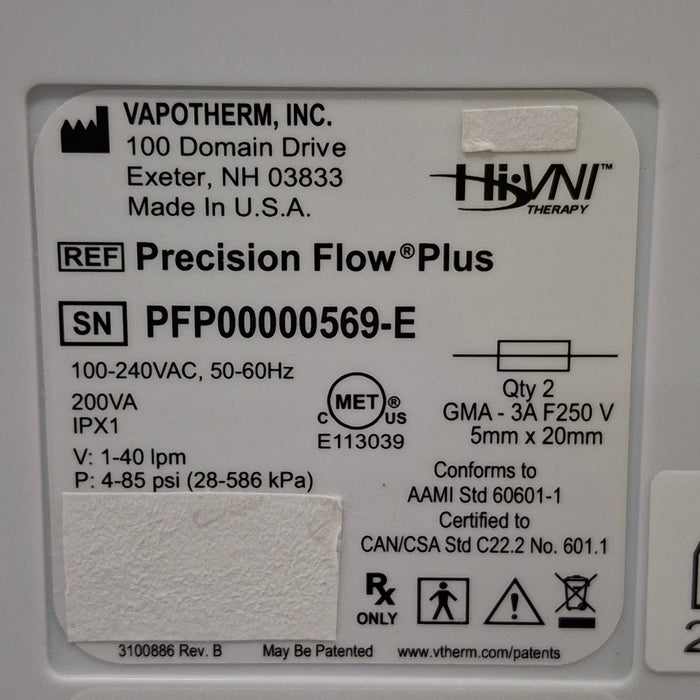 VAPOTHERM, INC.
100 Domain Drive
Exeter, NH 03833
Made In U.S.A.
Hi-VNI™
THERAPY
REF Precision Flow®Plus
SN PFP00000569-E
100-240VAC, 50-60Hz
200VA
IPX1
V: 1-40 lpm
P: 4-85 psi (28-586 kPa)
C MET® US
E113039
Qty 2
GMA - 3A F250 V
5mm x 20mm
Conforms to
AAMI Std 60601-1
Certified to
CAN/CSA Std C22.2 No. 601.1
Rx
ONLY
3100886 Rev. B May Be Patented www.vtherm.com/patents
2